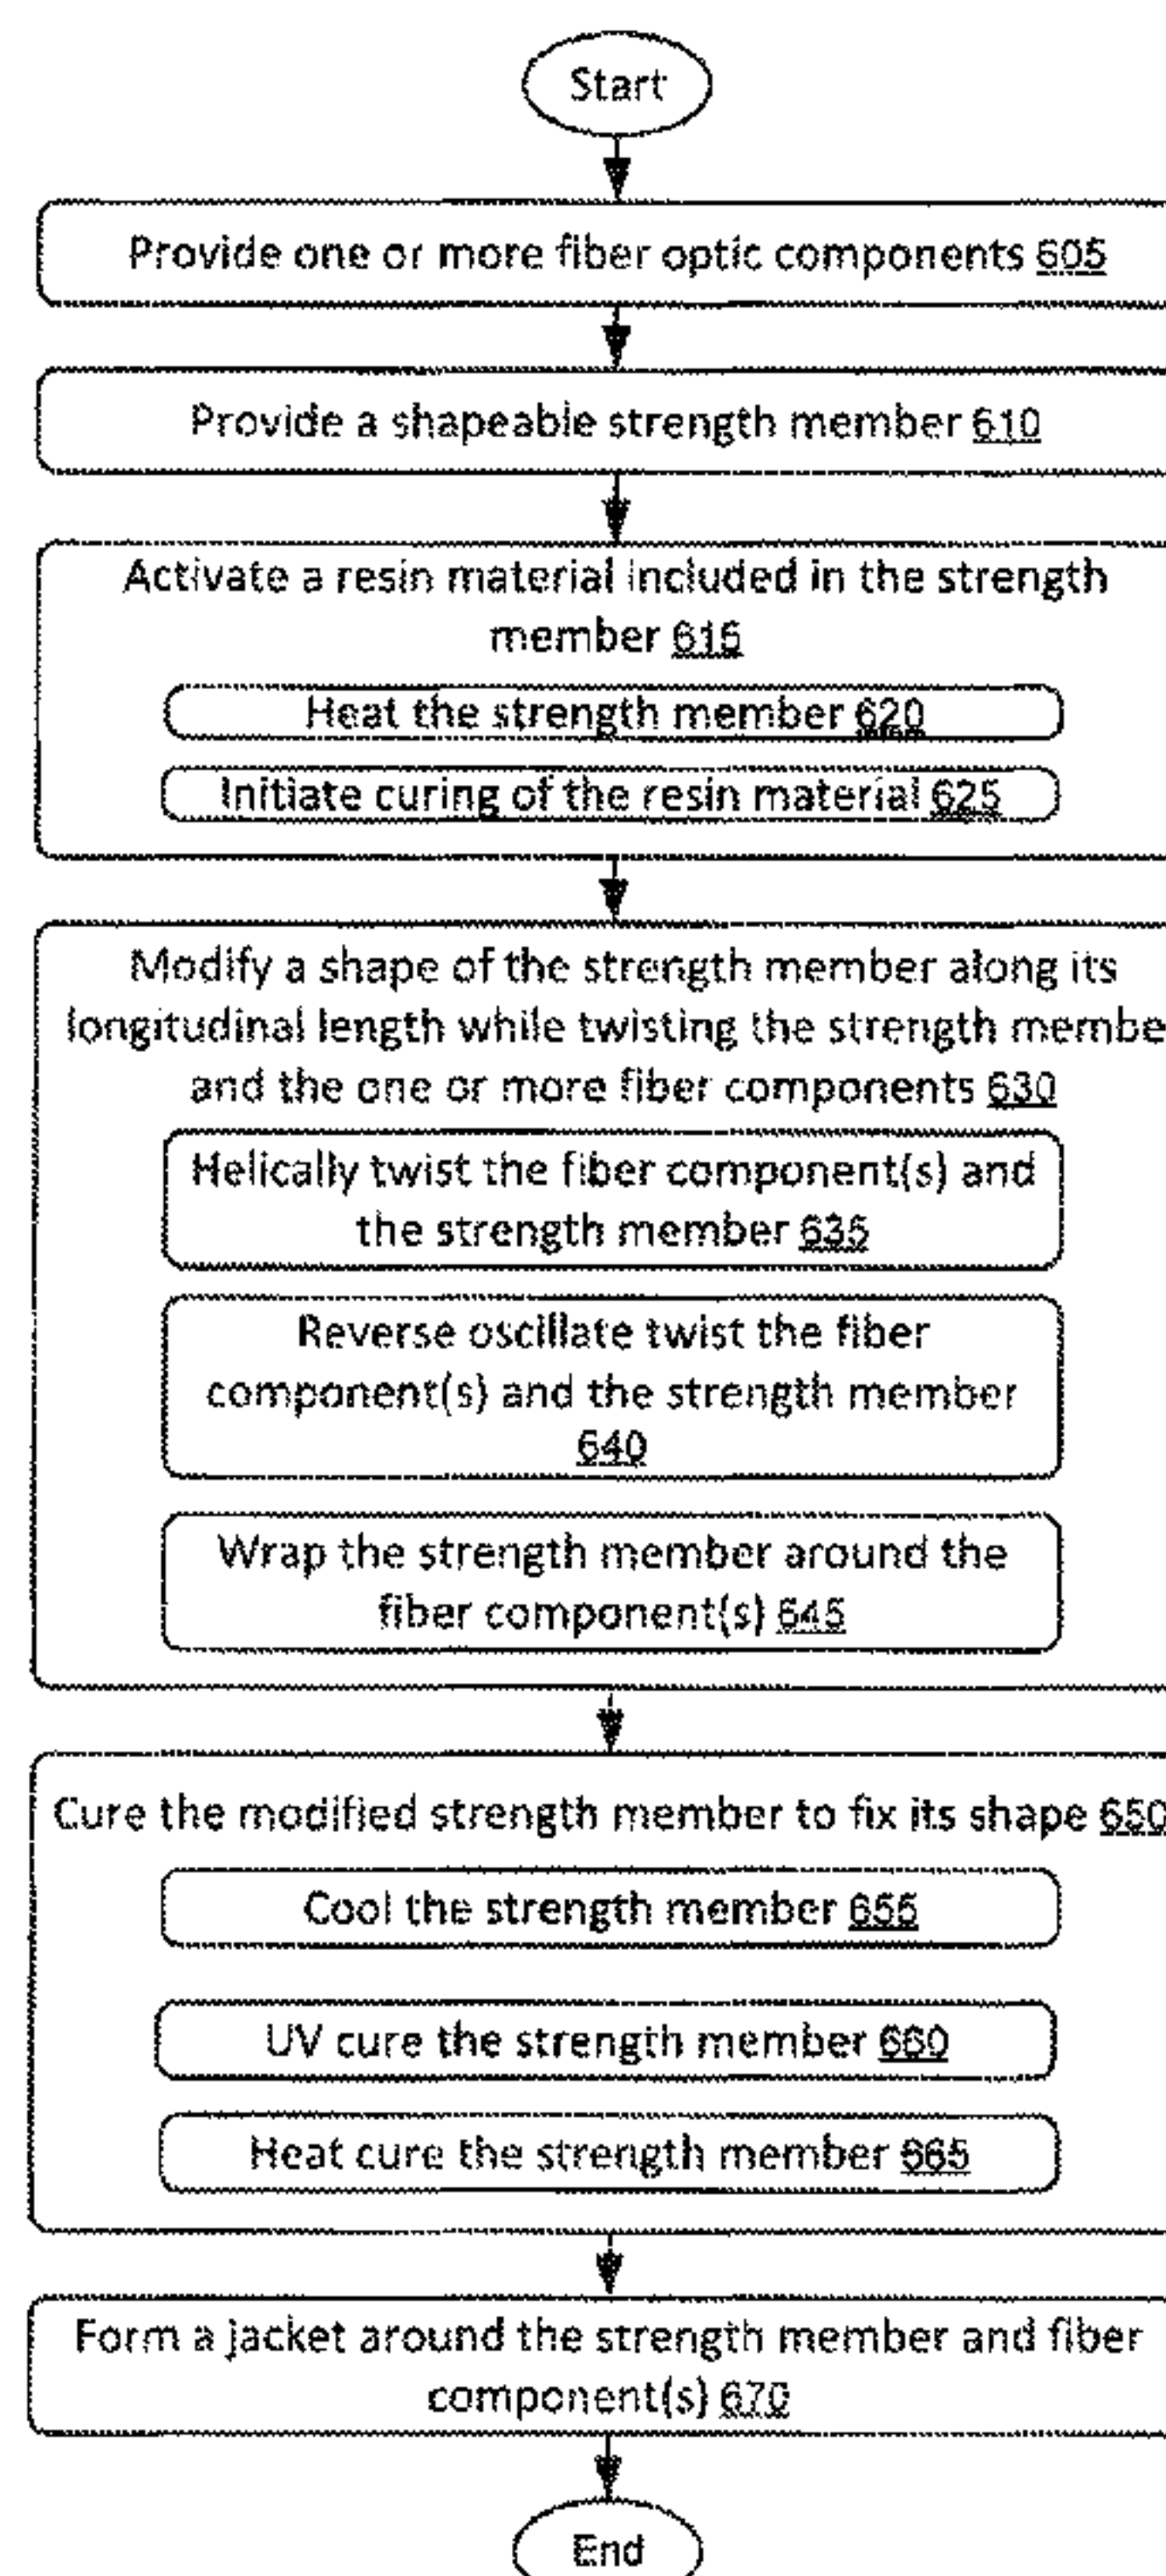 Start
Provide one or more fiber optic components 605
Provide a shapeable strength member 610
Activate a resin material included in the strength
member 615
Heat the strength member 620
Initiate curing of the resin material 625
Modify a shape of the strength member along its
longitudinal length while twisting the strength membe
and the one or more fiber components 630
Helically twist the fiber component(s) and
the strength member 635
Reverse oscillate twist the fiber
component(s) and the strength member
640
Wrap the strength member around the
fiber component(s) 645
Cure the modified strength member to fix its shape 650
Cool the strength member 655
UV cure the strength member 660
Heat cure the strength member 665
Form a jacket around the strength member and fiber
component(s) 670
End